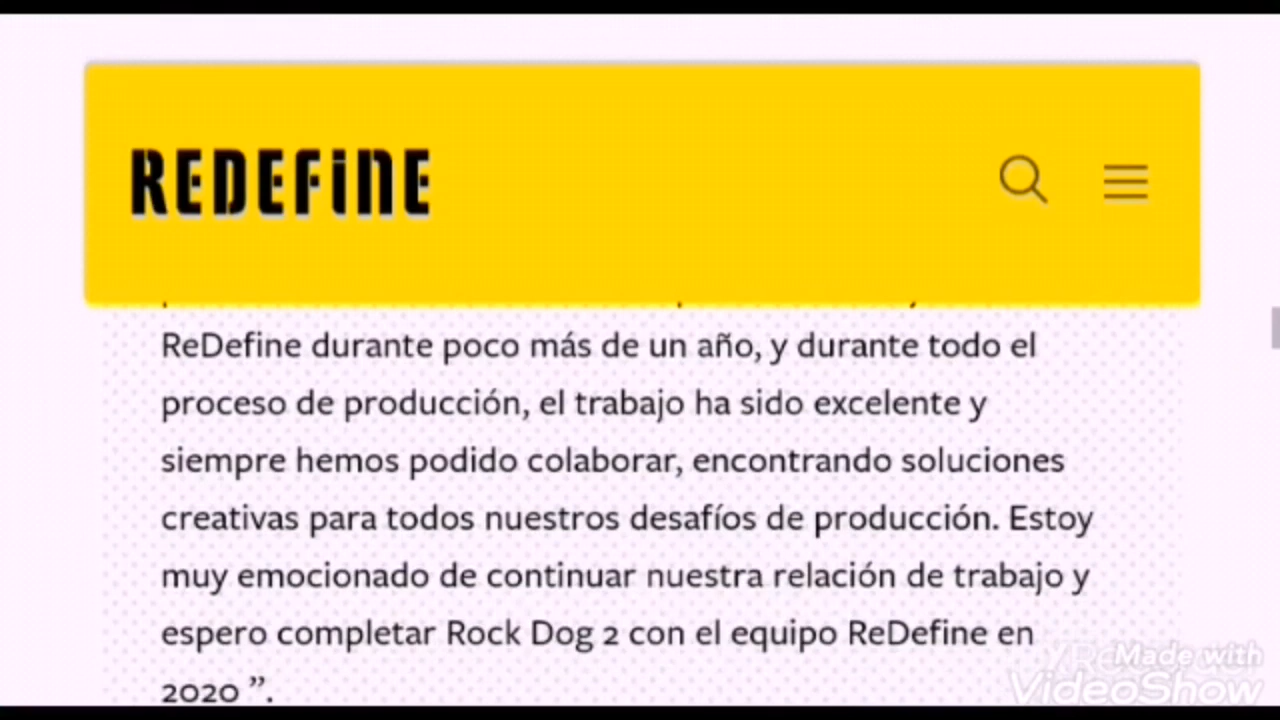 REDEFINE
ReDefine durante poco más de un año, y durante todo el
proceso de producción, el trabajo ha sido excelente y
siempre hemos podido colaborar, encontrando soluciones
creativas para todos nuestros desafíos de producción. Estoy
muy emocionado de continuar nuestra relación de trabajo y
espero completar Rock Dog 2 con el equipo ReDefine en
2020 ”.
Made with
VideoShow